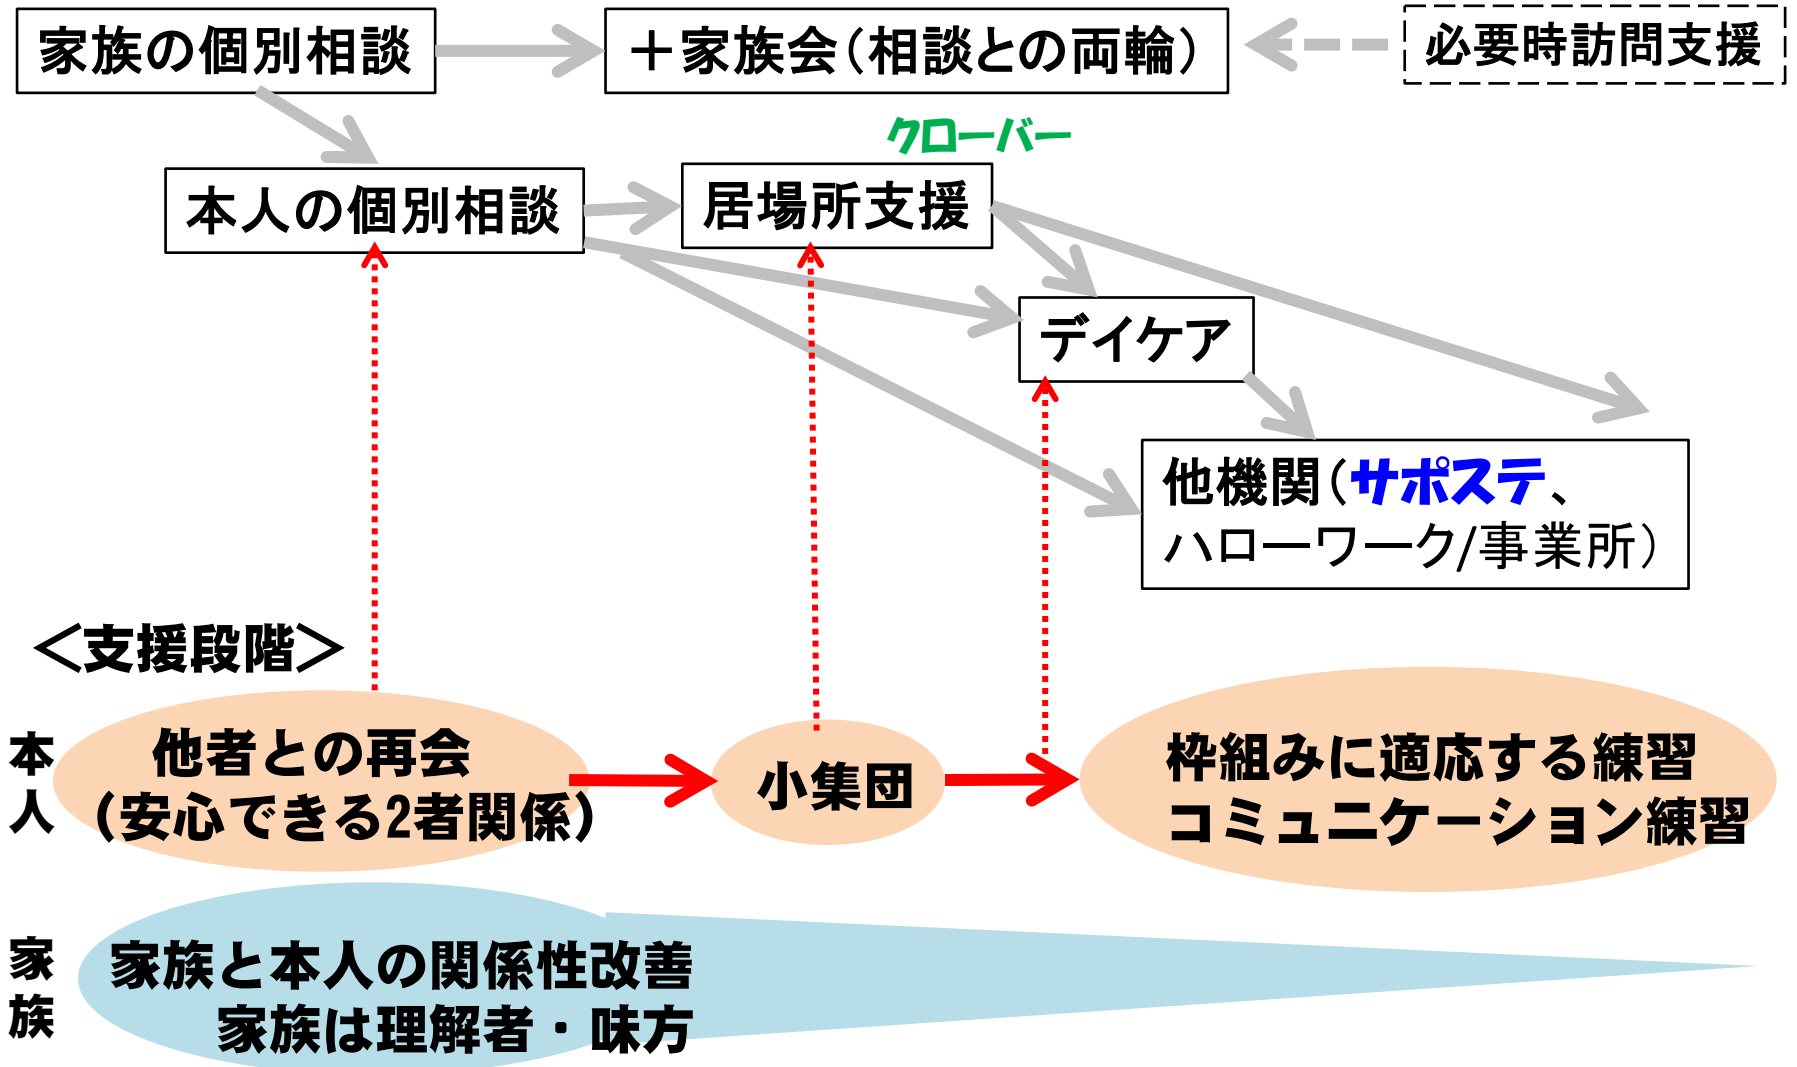 家族の個別相談
＋家族会（相談との両輪）
必要時訪問支援
クローバー
本人の個別相談
居場所支援
デイケア
他機関（サポステ、
ハローワーク/事業所）
＜支援段階＞
本人
他者との再会
（安心できる2者関係）
小集団
枠組みに適応する練習
コミュニケーション練習
家族
家族と本人の関係性改善
家族は理解者・味方